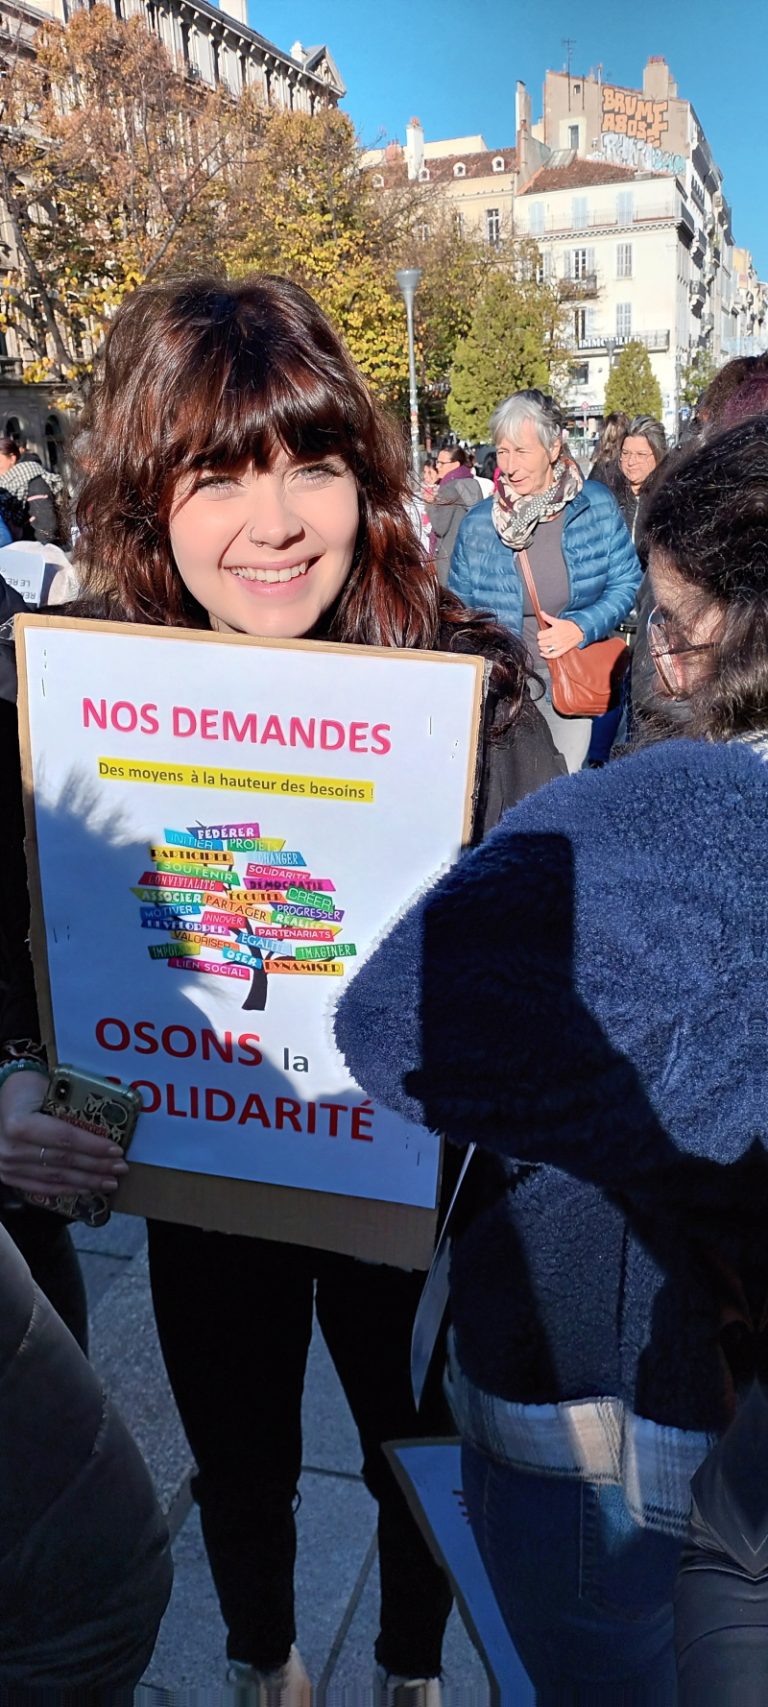 BRUME
ABOSE
IMMOBILI
NOS DEMANDES
Des moyens à la hauteur des besoins !
FÉDÉRER
INITIER PROJETS
PARTICIPER CHANGER
SOUTENIR SOLIDARITÉ
CONVIVIALITÉ DÉMOCRATIE
ASSOCIER ÉCOUTER CRÉER
MOTIVER PARTAGER PROGRESSER
INNOVER RÉALISER
DÉVELOPPER PARTENARIATS
VALORISER ÉGALITÉ
OSER IMAGINER
LIEN SOCIAL DYNAMISER
OSONS la
SOLIDARITÉ